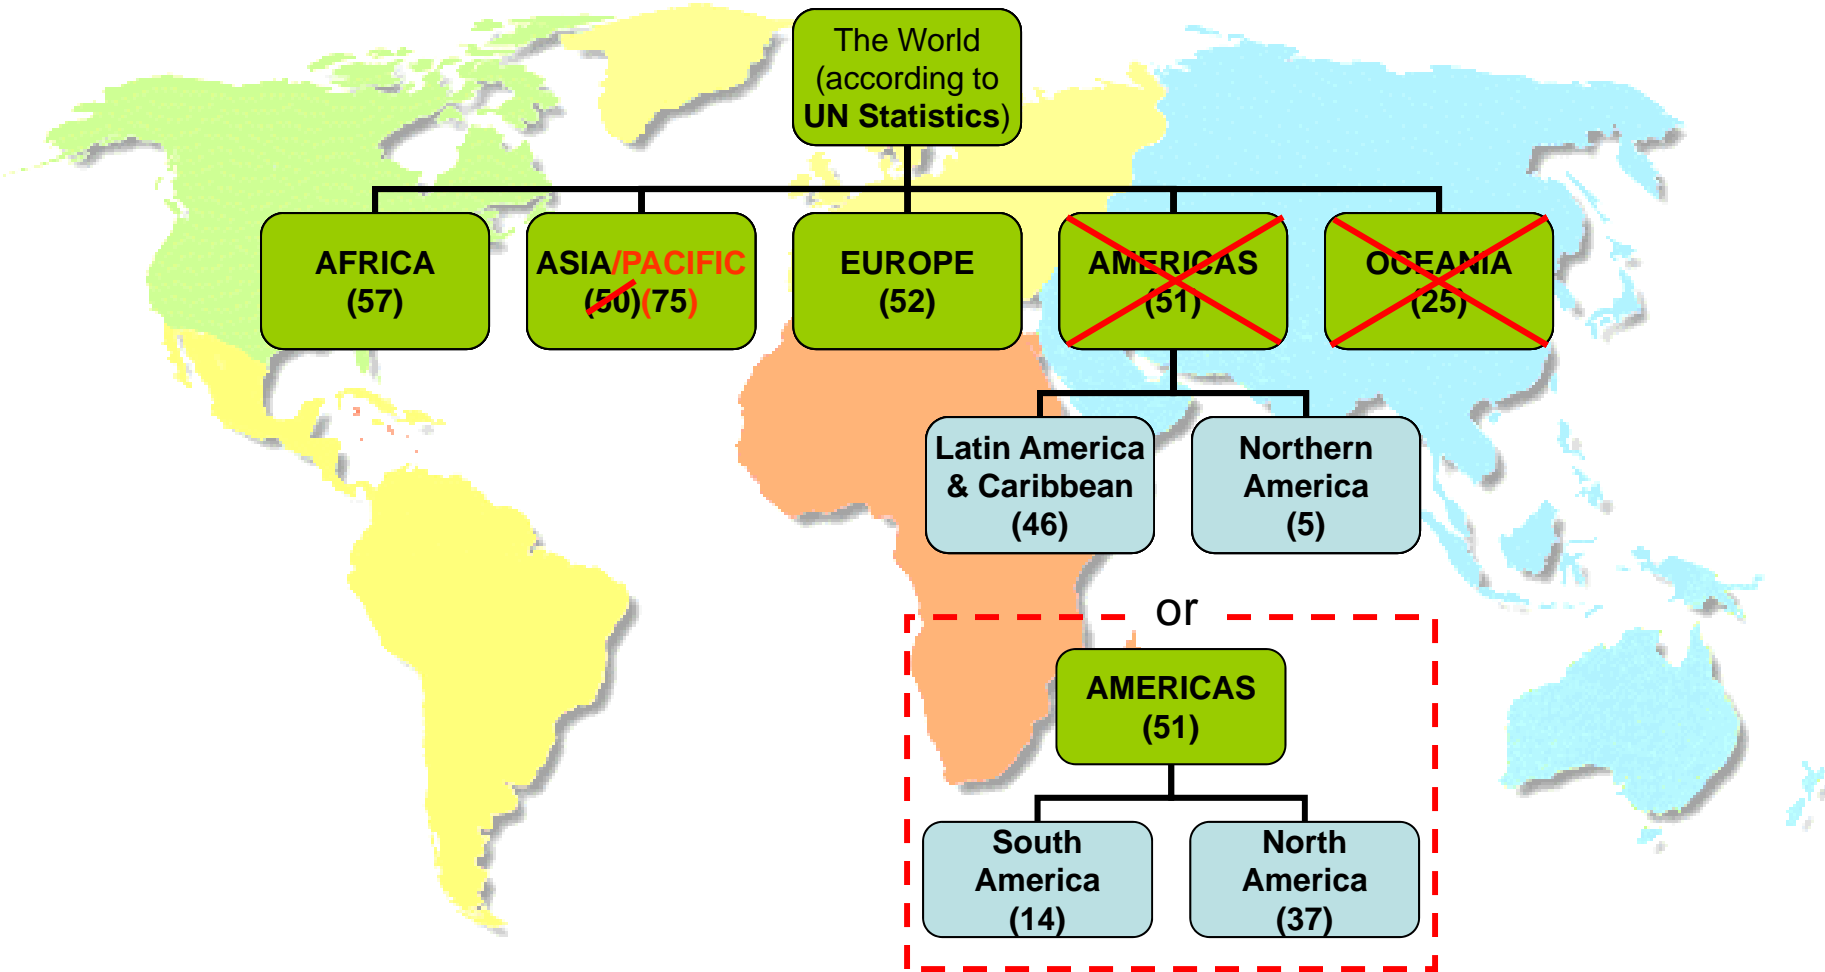 The World
(according to
UN Statistics)
AFRICA
(57)
ASIA/PACIFIC
(50)(75)
EUROPE
(52)
AMERICAS
(51)
OCEANIA
(25)
Latin America
& Caribbean
(46)
Northern
America
(5)
or
AMERICAS
(51)
South
America
(14)
North
America
(37)